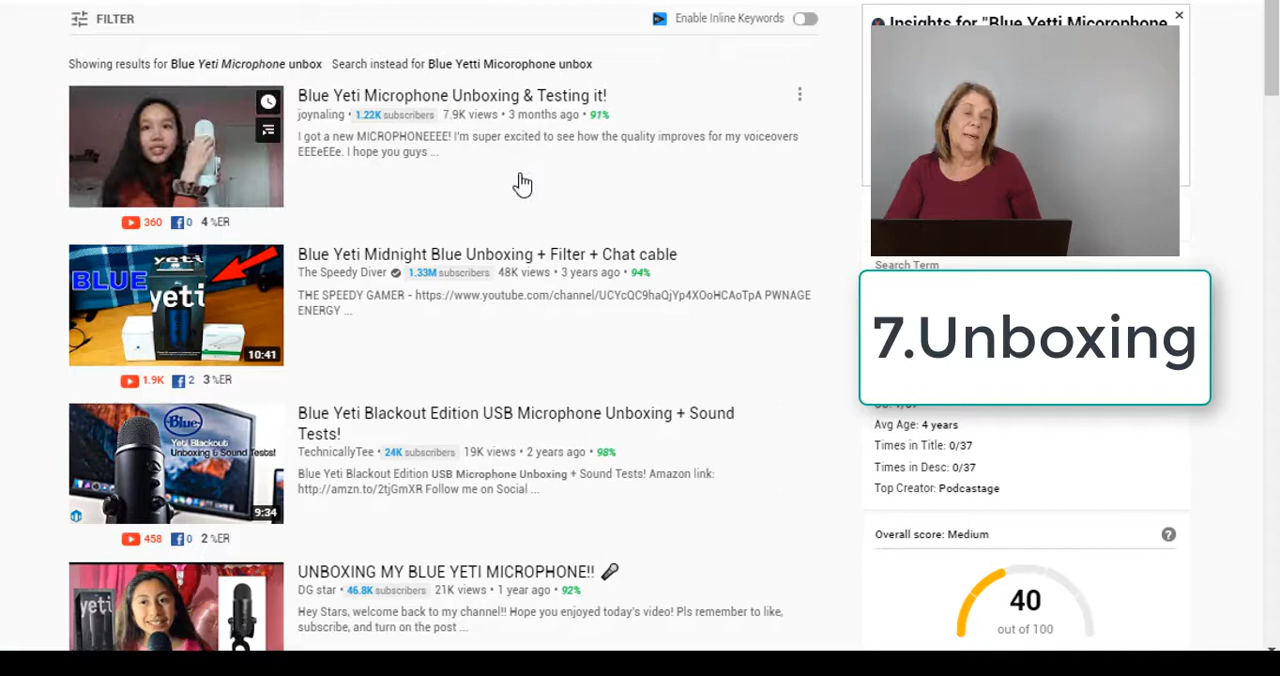 FILTER
Enable Inline Keywords
Showing results for Blue Yeti Microphone unbox Search instead for Blue Yetti Micorophone unbox
Blue Yeti Microphone Unboxing & Testing it!
joynaling • 1.22K subscribers 7.9K views • 3 months ago • 91%
I got a new MICROPHONEEEE! I'm super excited to see how the quality improves for my voiceovers
EEEeEEe. I hope you guys ...
360 0 4 %ER
Blue Yeti Midnight Blue Unboxing + Filter + Chat cable
The Speedy Diver 1.33M subscribers 48K views • 3 years ago • 94%
THE SPEEDY GAMER - https://www.youtube.com/channel/UCYcQC9haQjYp4XOoHCAoTpA PWNAGE
ENERGY ...
BLUE
yeti
yeti
10:41
1.9K 2 3 %ER
Blue Yeti Blackout Edition USB Microphone Unboxing + Sound
Tests!
TechnicallyTee • 24K subscribers 19K views • 2 years ago • 98%
Blue Yeti Blackout Edition USB Microphone Unboxing + Sound Tests! Amazon link:
http://amzn.to/2tjGmXR Follow me on Social ...
Blue
Yeti Blackout
Unboxing & Sound Tests!
9:34
458 0 2 %ER
UNBOXING MY BLUE YETI MICROPHONE!!
DG star • 46.8K subscribers 21K views • 1 year ago • 92%
Hey Stars, welcome back to my channel!! Hope you enjoyed today's video! Pls remember to like,
subscribe, and turn on the post ...
yeti
Insights for "Blue Yetti Micorophone
Search Term
7.Unboxing
Avg Age: 4 years
Times in Title: 0/37
Times in Desc: 0/37
Top Creator: Podcastage
Overall score: Medium
40
out of 100